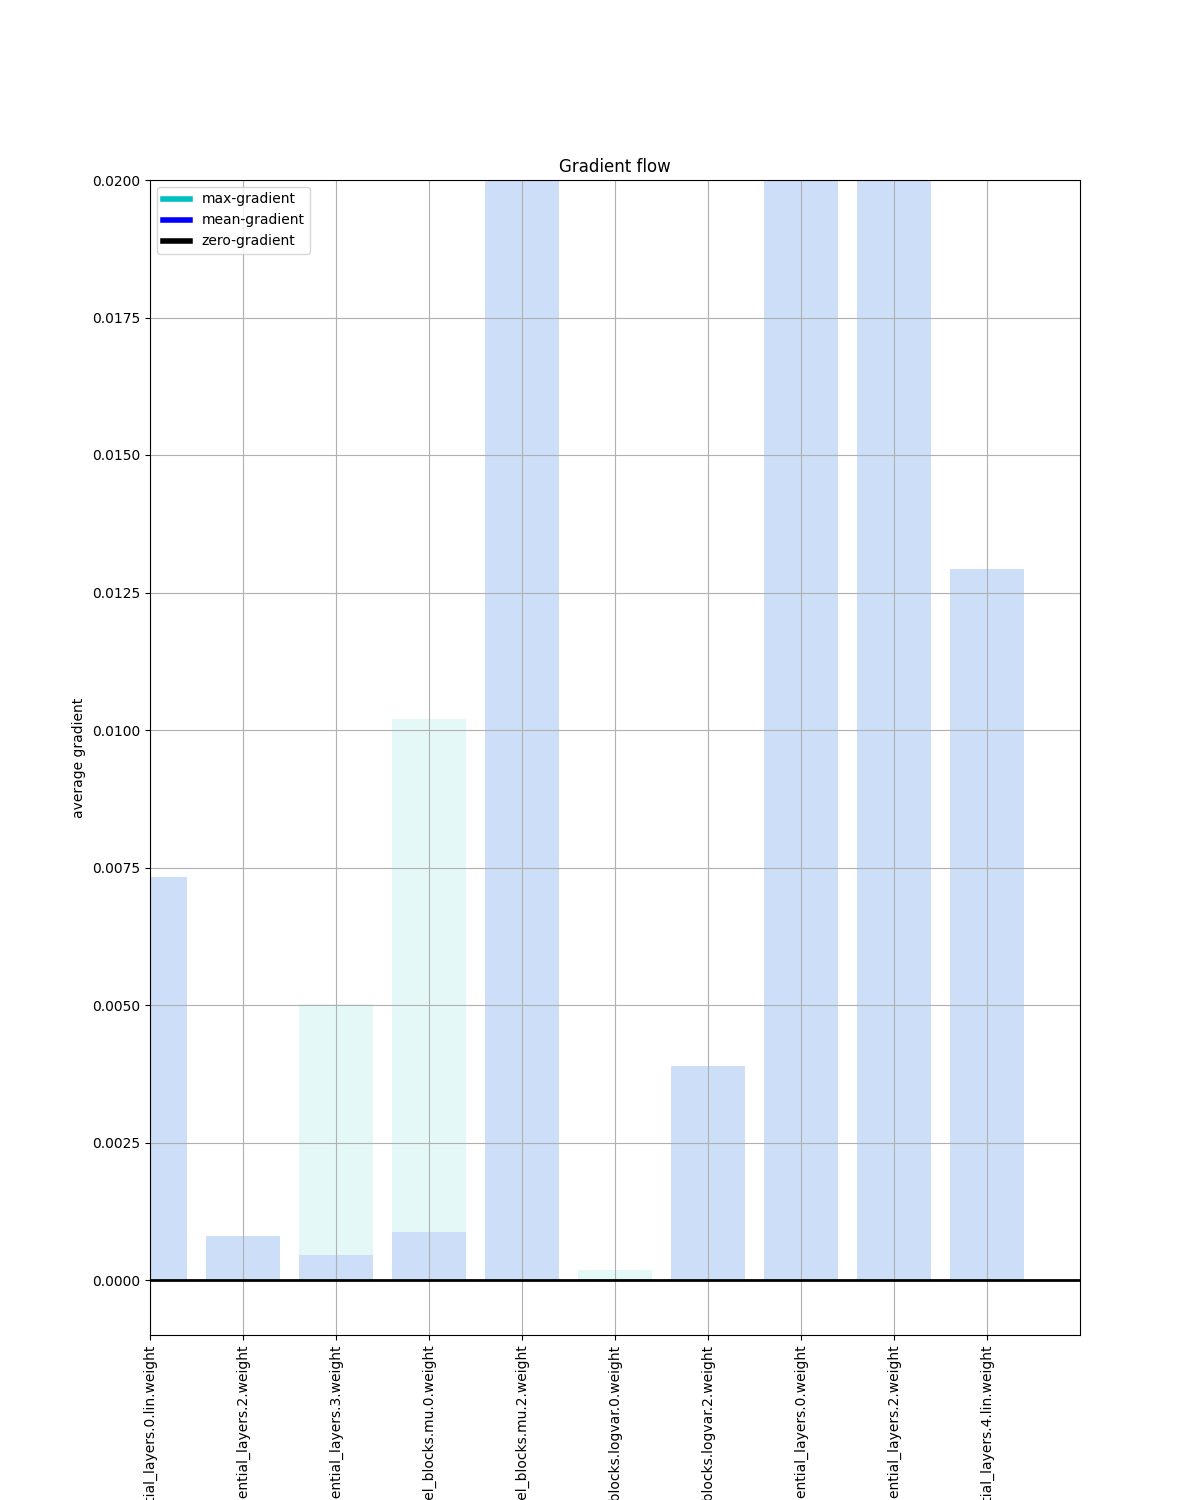 Gradient flow
max-gradient
mean-gradient
zero-gradient
0.0200
0.0175
0.0150
0.0125
0.0100
0.0075
0.0050
0.0025
0.0000
average gradient
tial_layers.0.lin.weight
ential_layers.2.weight
ential_layers.3.weight
el_blocks.mu.0.weight
el_blocks.mu.2.weight
blocks.logvar.0.weight
blocks.logvar.2.weight
ential_layers.0.weight
ential_layers.2.weight
tial_layers.4.lin.weight